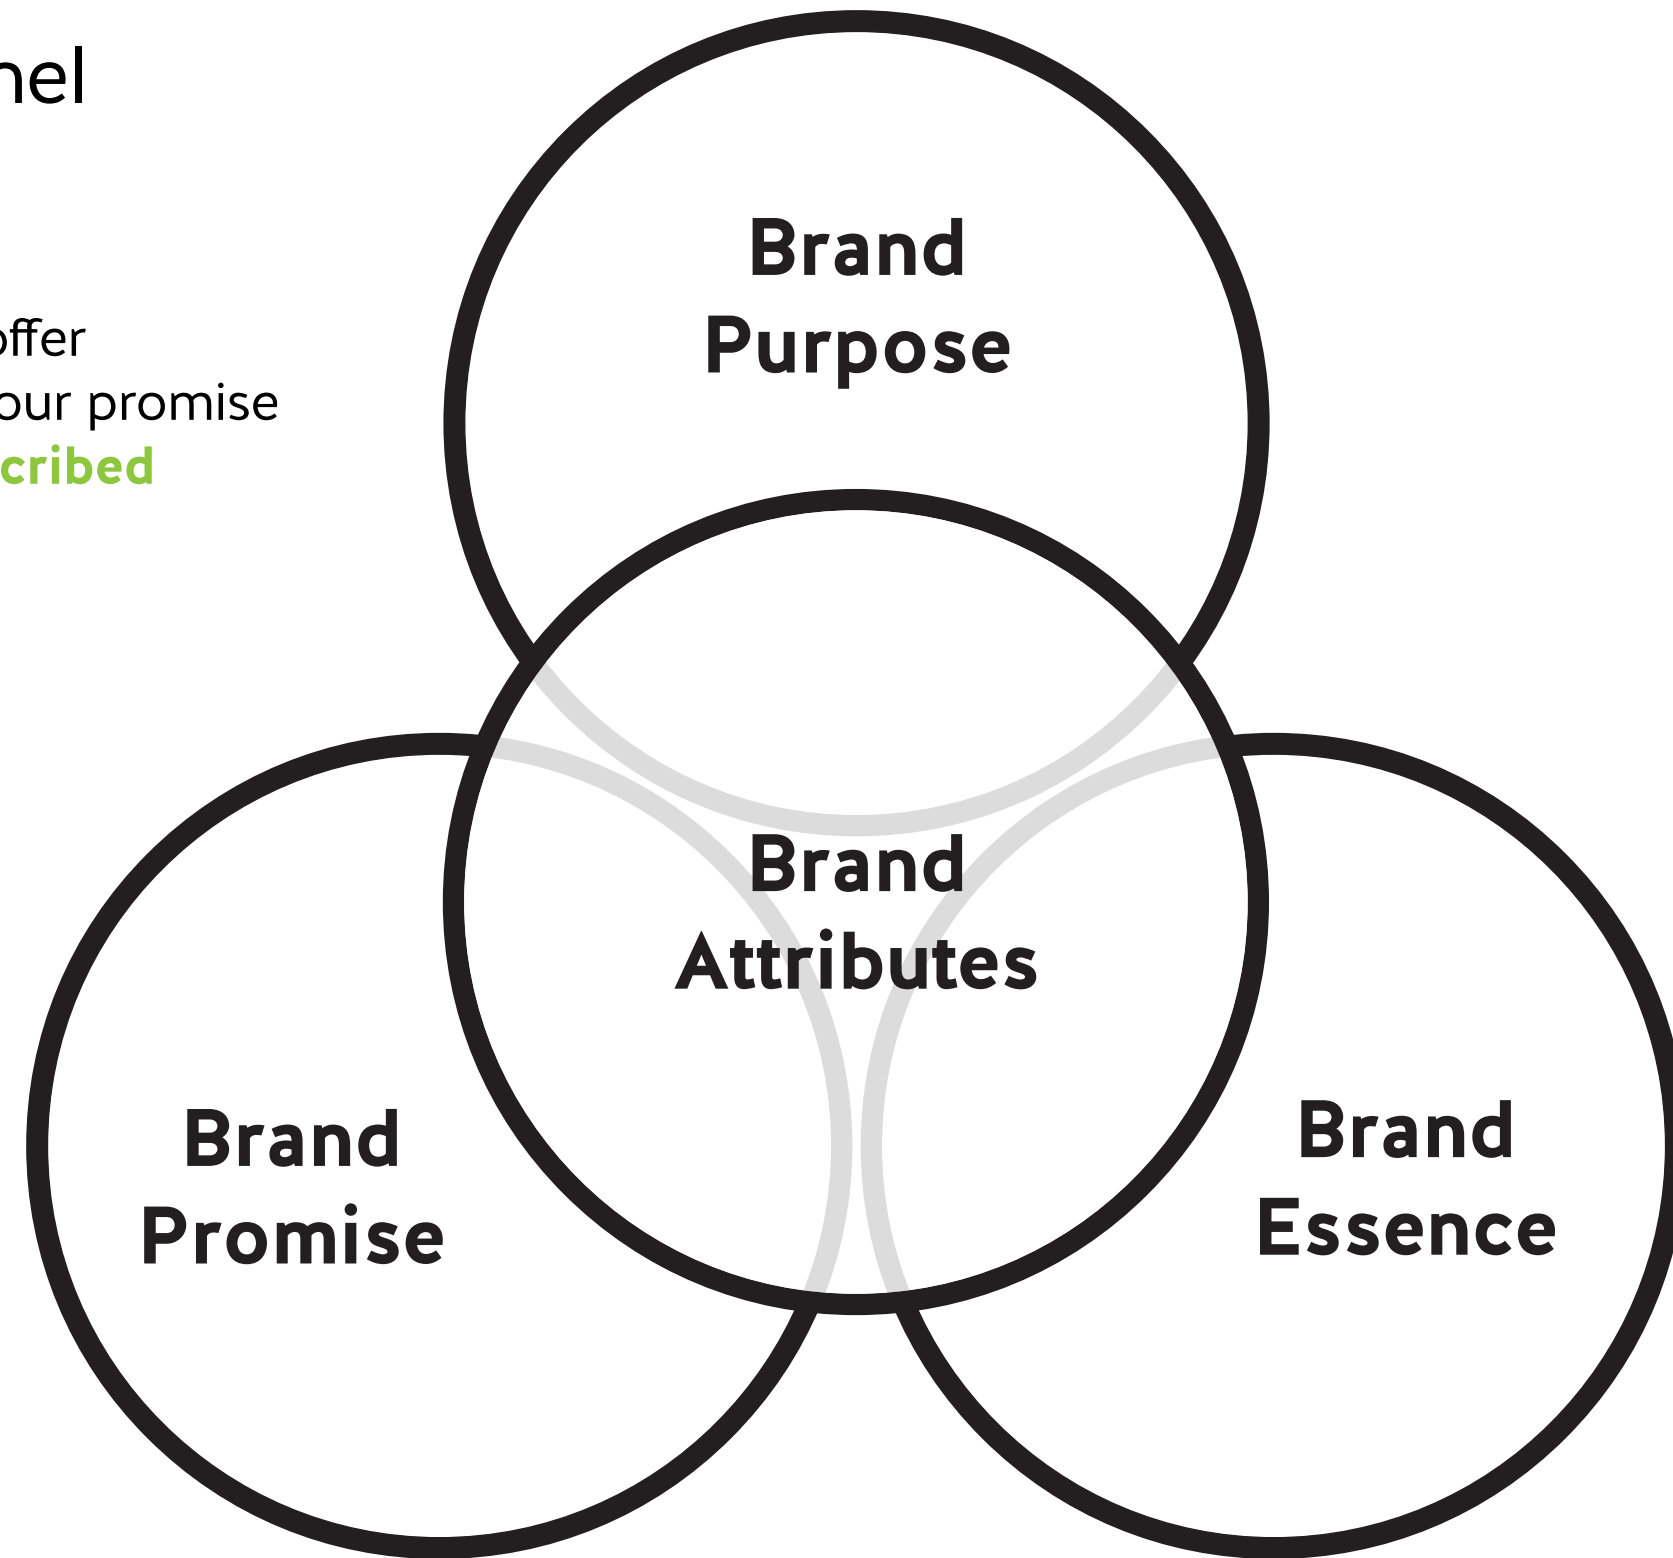 nel
offer
our promise
cribed
Brand
Purpose
Brand
Attributes
Brand
Promise
Brand
Essence